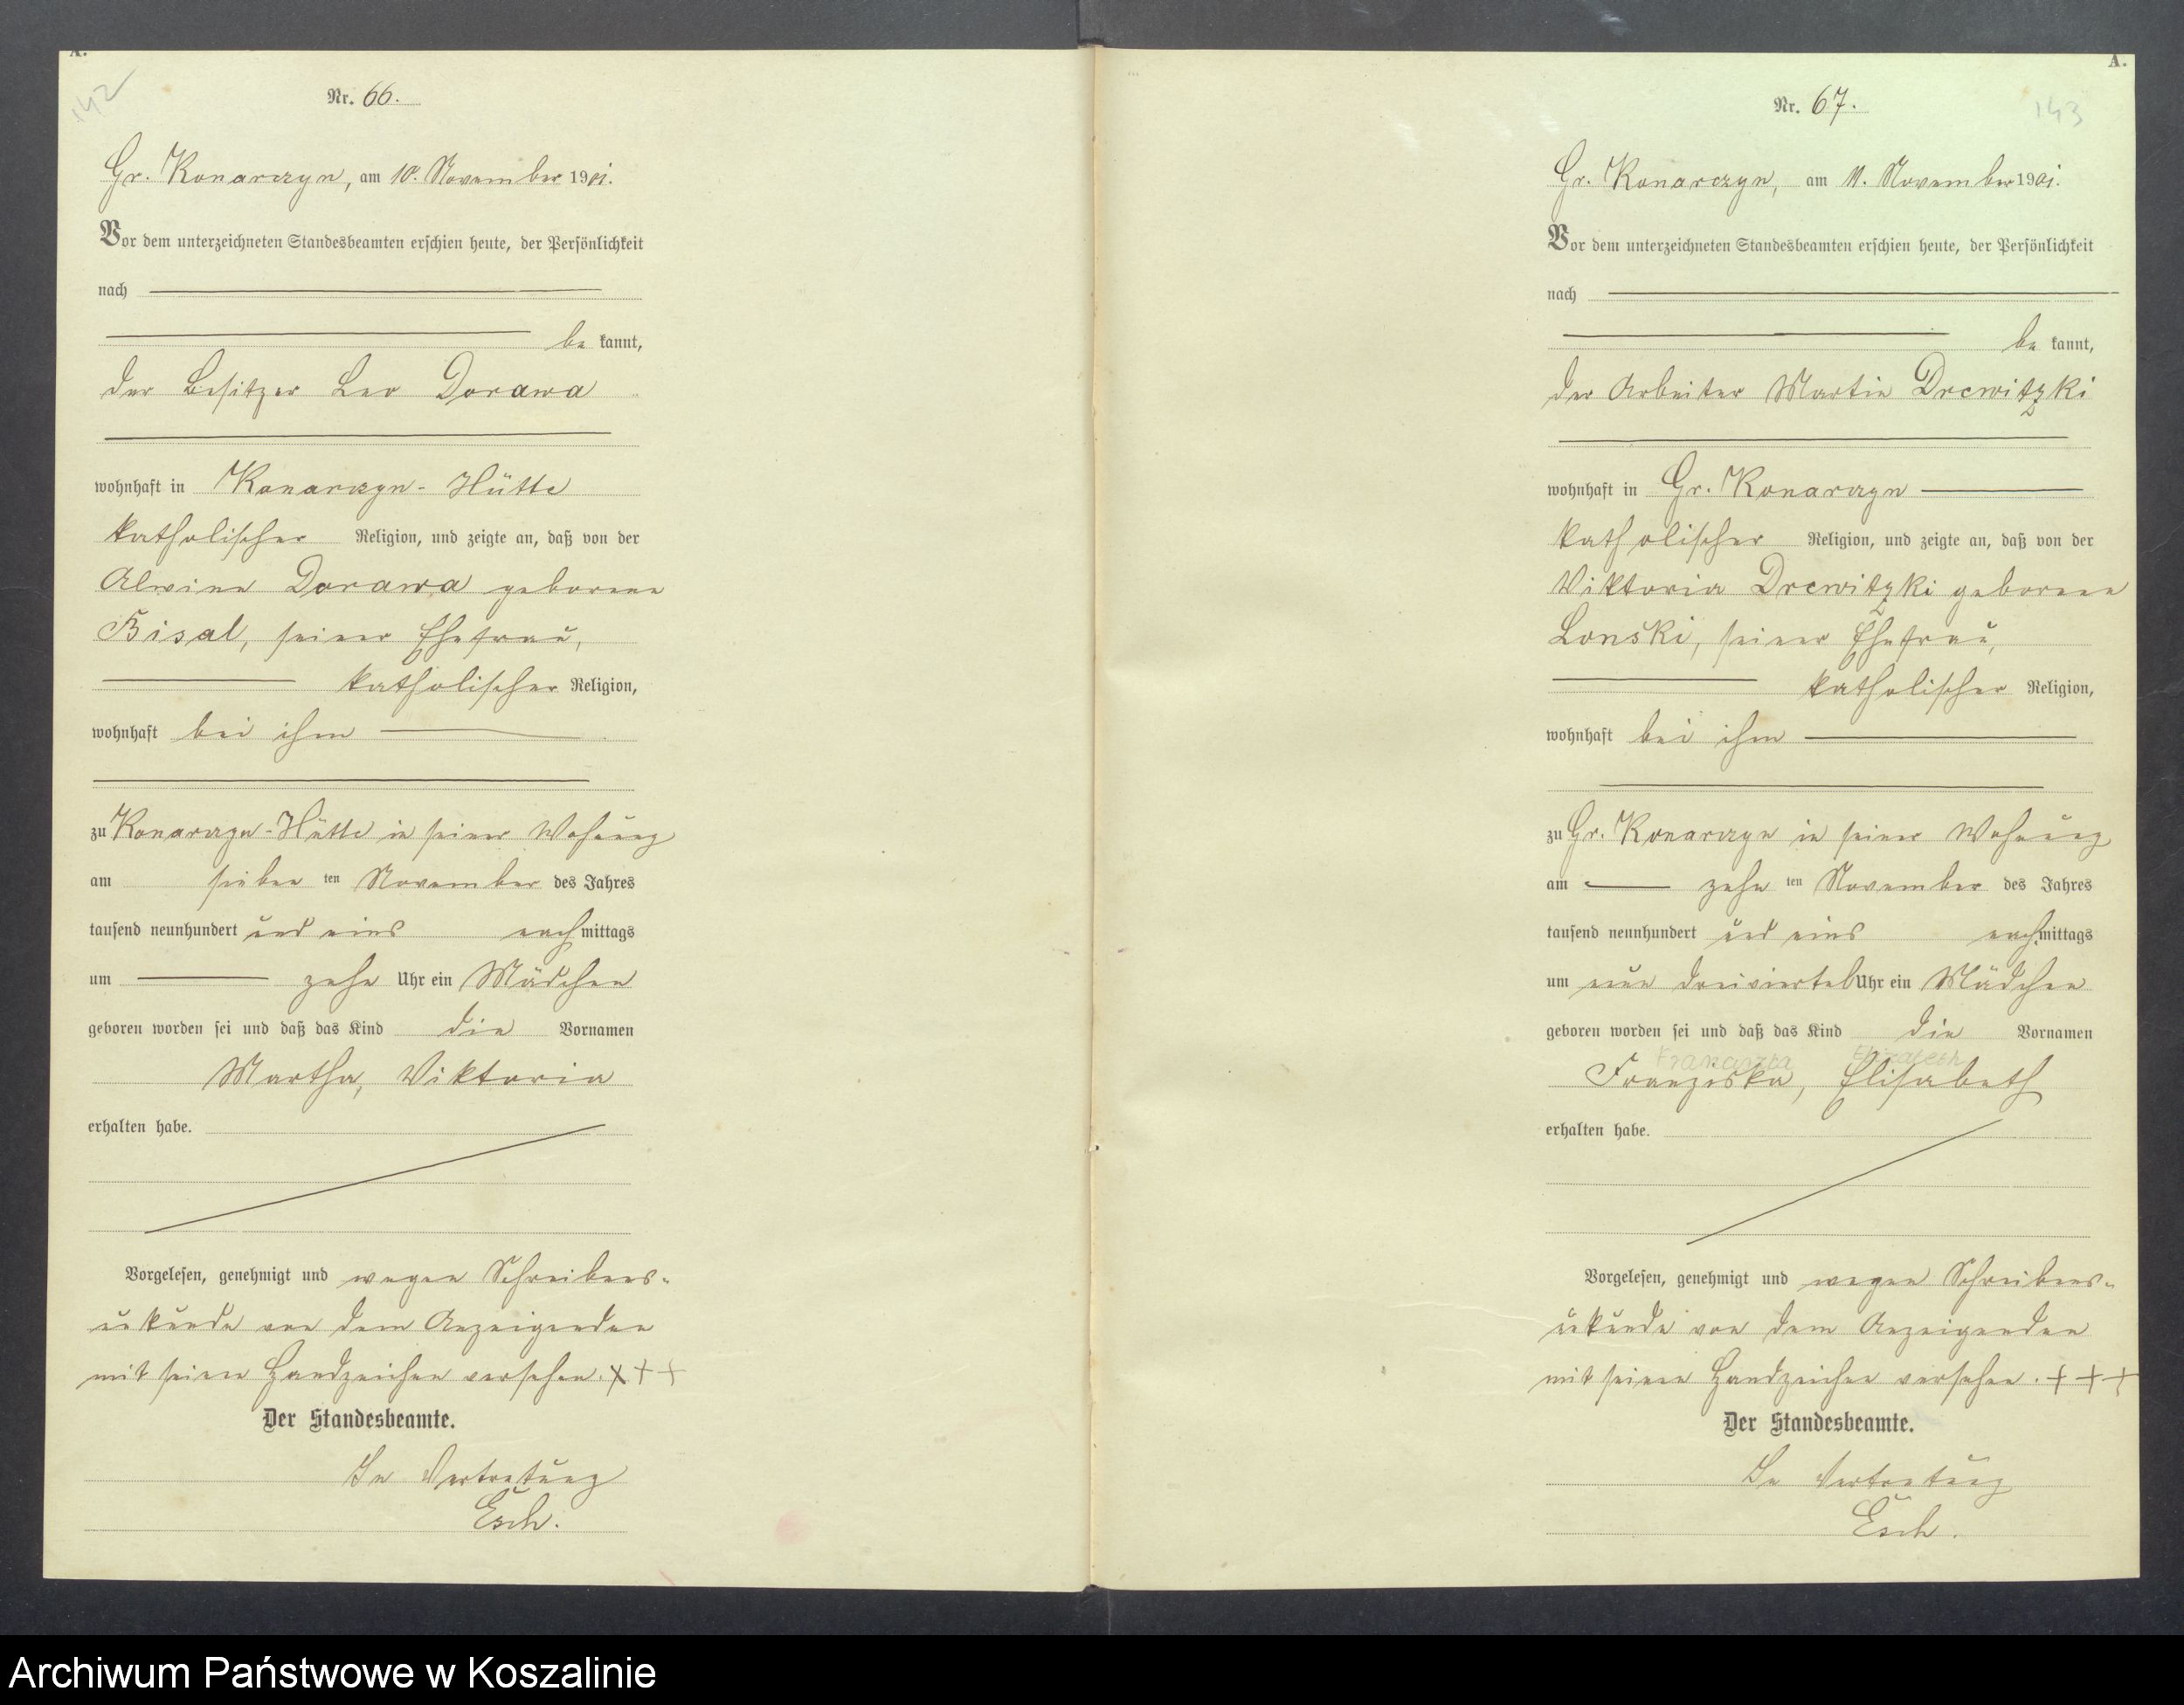 A.
142
Nr. 66.
Gr. Konarczyn, am 10. November 1901.
Vor dem unterzeichneten Standesbeamten erschien heute, der Persönlichkeit
nach
be kannt,
der Besitzer Leo Dorawa
wohnhaft in Konarczyn-Hütte
katholischer Religion, und zeigte an, daß von der
Alwine Dorawa geborene
Bisal, seiner Ehefrau,
katholischer Religion,
wohnhaft bei ihm
zu Konarczyn-Hütte in seiner Wohnung
am sieben ten November des Jahres
tausend neunhundert und eins nachmittags
um zehn Uhr ein Mädchen
geboren worden sei und daß das Kind die Vornamen
Martha, Viktoria
erhalten habe.
Vorgelesen, genehmigt und wegen Schreibens-
unkunde von dem Anzeigenden
mit seinen Handzeichen versehen. +++
Der Standesbeamte.
In Vertretung
Esch.
A.
143
Nr. 67.
Gr. Konarczyn, am 11. November 1901.
Vor dem unterzeichneten Standesbeamten erschien heute, der Persönlichkeit
nach
be kannt,
der Arbeiter Martin Drewitzki
wohnhaft in Gr. Konarczyn
katholischer Religion, und zeigte an, daß von der
Viktoria Drewitzki geborene
Lonski, seiner Ehefrau,
katholischer Religion,
wohnhaft bei ihm
zu Gr. Konarczyn in seiner Wohnung
am zehn ten November des Jahres
tausend neunhundert und eins nachmittags
um neun dreiviertel Uhr ein Mädchen
geboren worden sei und daß das Kind die Vornamen
Elisabeth
Franziska, Elisabeth
erhalten habe.
Vorgelesen, genehmigt und wegen Schreibens-
unkunde von dem Anzeigenden
mit seinen Handzeichen versehen. +++
Der Standesbeamte.
In Vertretung
Esch.
Archiwum Państwowe w Koszalinie